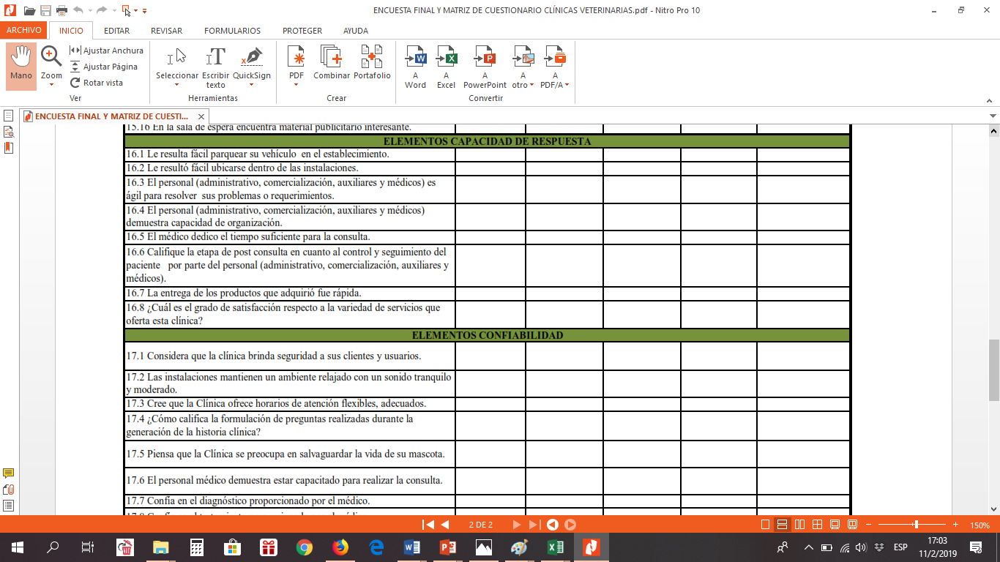 ENCUESTA FINAL Y MATRIZ DE CUESTIONARIO CLÍNICAS VETERINARIAS.pdf - Nitro Pro 10
ARCHIVO INICIO EDITAR REVISAR FORMULARIOS PROTEGER AYUDA
Mano
Zoom
Ajustar Anchura
Ajustar Página
Rotar vista
Ver
Seleccionar
Escribir texto
QuickSign
Herramientas
PDF
Combinar
Portafolio
Crear
A Word
A Excel
A PowerPoint
A otro
A PDF/A
Convertir
ENCUESTA FINAL Y MATRIZ DE CUESTI...
15.16 En la sala de espera encuentra material publicitario interesante.
ELEMENTOS CAPACIDAD DE RESPUESTA
16.1 Le resulta fácil parquear su vehículo en el establecimiento.
16.2 Le resultó fácil ubicarse dentro de las instalaciones.
16.3 El personal (administrativo, comercialización, auxiliares y médicos) es
ágil para resolver sus problemas o requerimientos.
16.4 El personal (administrativo, comercialización, auxiliares y médicos)
demuestra capacidad de organización.
16.5 El médico dedico el tiempo suficiente para la consulta.
16.6 Califique la etapa de post consulta en cuanto al control y seguimiento del
paciente por parte del personal (administrativo, comercialización, auxiliares y
médicos).
16.7 La entrega de los productos que adquirió fue rápida.
16.8 ¿Cuál es el grado de satisfacción respecto a la variedad de servicios que
oferta esta clínica?
ELEMENTOS CONFIABILIDAD
17.1 Considera que la clínica brinda seguridad a sus clientes y usuarios.
17.2 Las instalaciones mantienen un ambiente relajado con un sonido tranquilo
y moderado.
17.3 Cree que la Clínica ofrece horarios de atención flexibles, adecuados.
17.4 ¿Cómo califica la formulación de preguntas realizadas durante la
generación de la historia clínica?
17.5 Piensa que la Clínica se preocupa en salvaguardar la vida de su mascota.
17.6 El personal médico demuestra estar capacitado para realizar la consulta.
17.7 Confía en el diagnóstico proporcionado por el médico.
2 DE 2
150%
ESP
17:03
11/2/2019